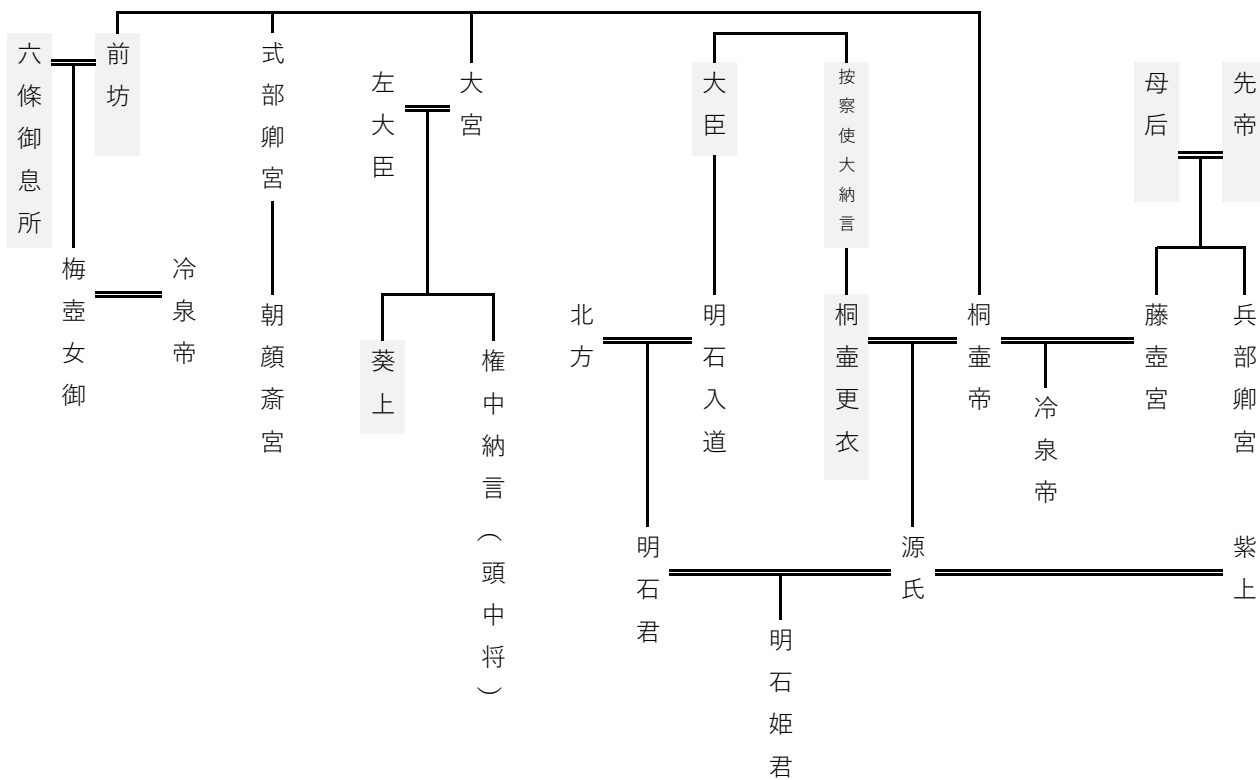 先帝
母后
兵部卿宮
藤壺宮
紫上
按察使大納言
大臣
桐壷帝
桐壷更衣
冷泉帝
源氏
明石入道
北方
明石君
明石姫君
大宮
左大臣
権中納言（頭中将）
葵上
式部卿宮
朝顔斎宮
前坊
六條御息所
冷泉帝
梅壺女御